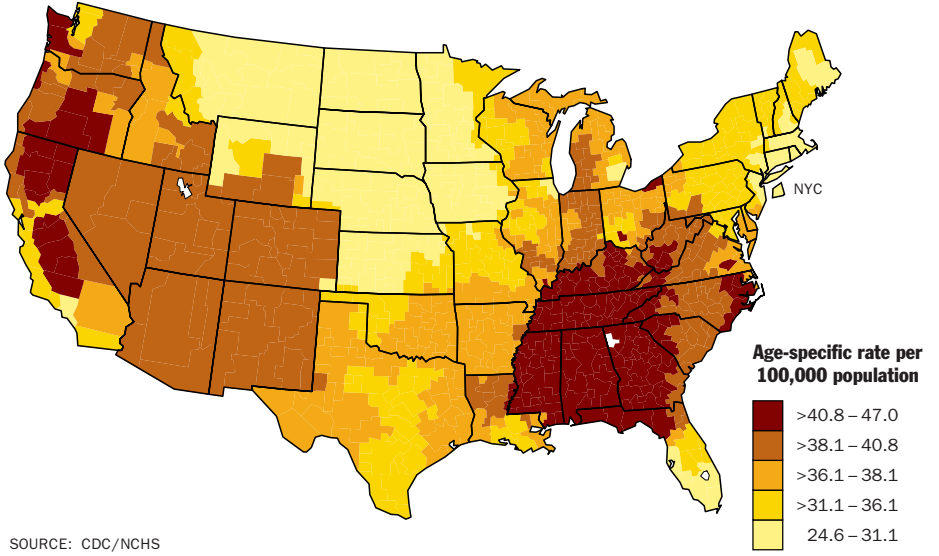 NYC
Age-specific rate per
100,000 population
>40.8 – 47.0
>38.1 – 40.8
>36.1 – 38.1
>31.1 – 36.1
24.6 – 31.1
SOURCE: CDC/NCHS